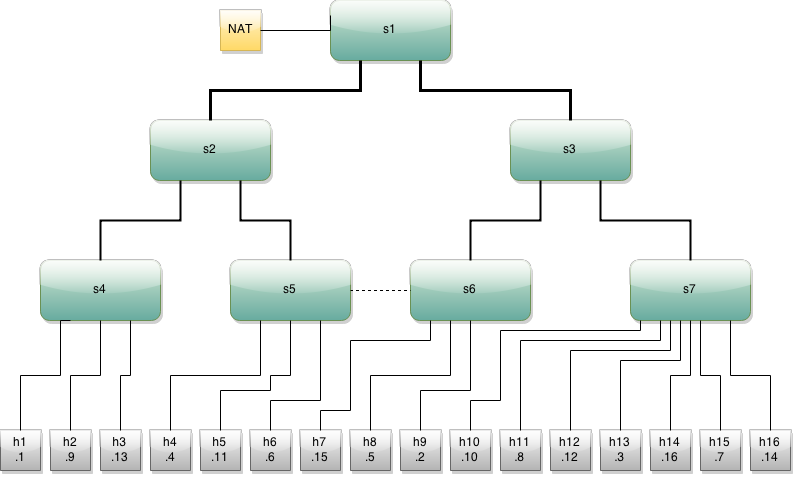 NAT
s1
s2
s3
s4
s5
s6
s7
h1
.1
h2
.9
h3
.13
h4
.4
h5
.11
h6
.6
h7
.15
h8
.5
h9
.2
h10
.10
h11
.8
h12
.12
h13
.3
h14
.16
h15
.7
h16
.14